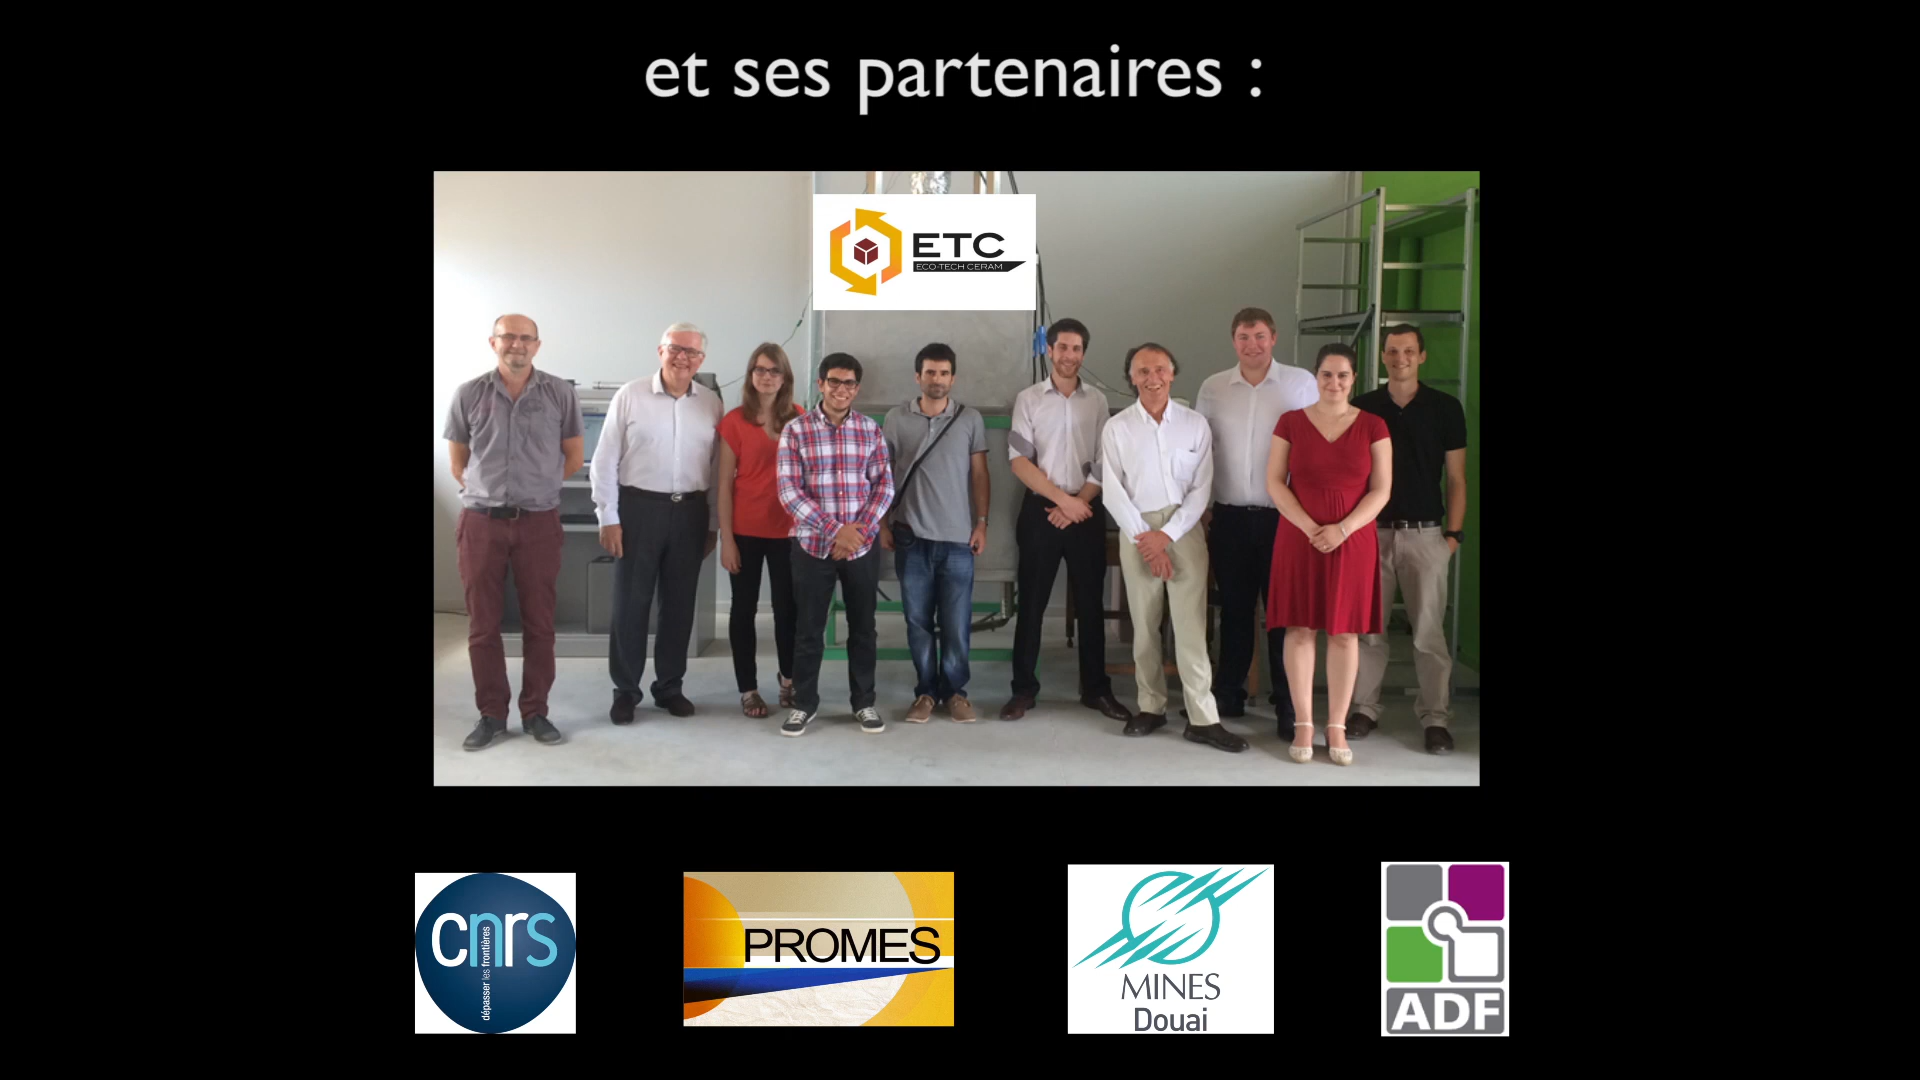 et ses partenaires :
ETC
ECO-TECH CERAM
cnrs
dépasser les frontières
PROMES
MINES
Douai
ADF